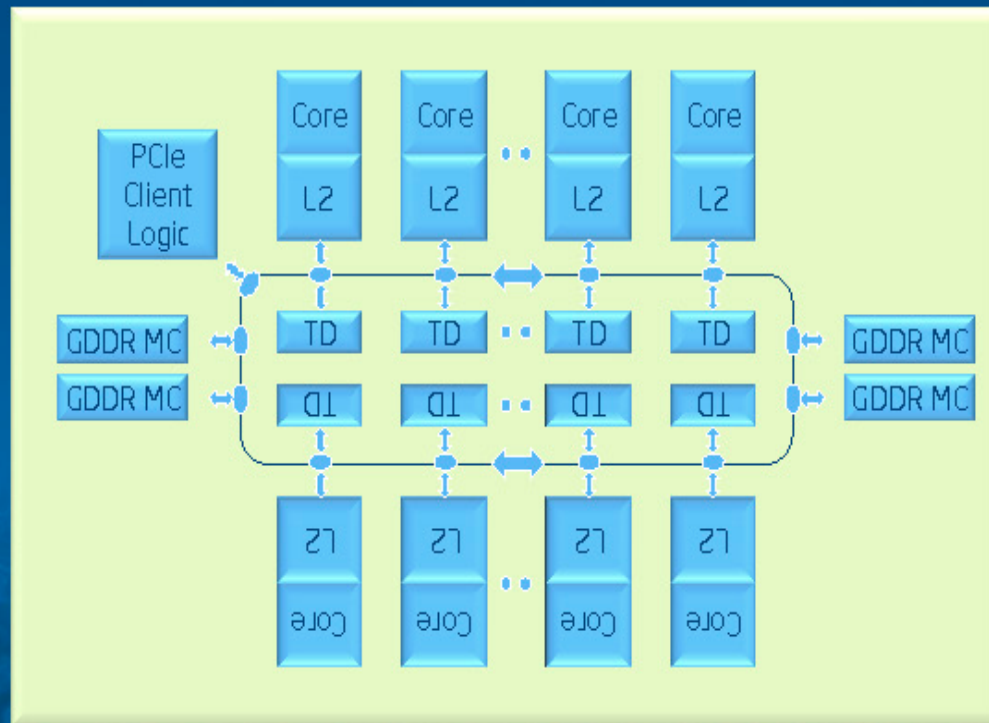 Core Core Core Core
PCIe
Client
Logic
L2 L2 L2 L2
GDDR MC TD TD TD TD GDDR MC
GDDR MC TD TD TD TD GDDR MC
L2 L2 L2 L2
Core Core Core Core